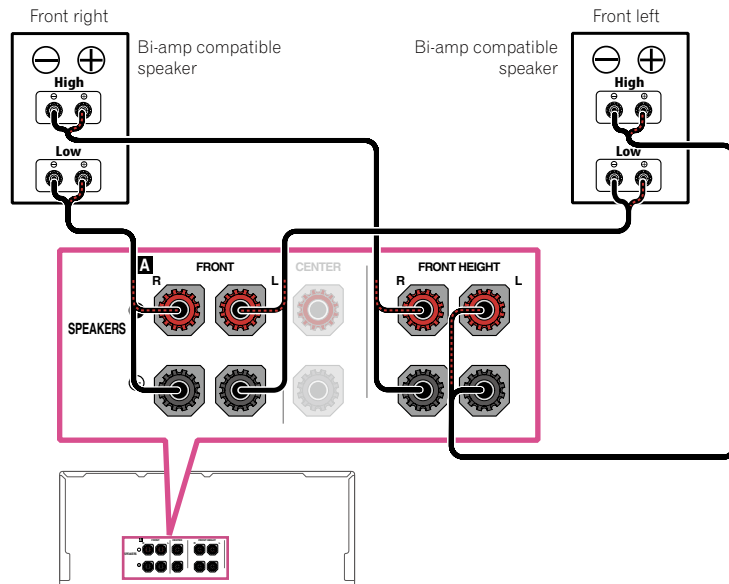 Front right
Front left
Bi-amp compatible
speaker
Bi-amp compatible
speaker
High
Low
High
Low
A
FRONT
CENTER
FRONT HEIGHT
R
L
R
L
SPEAKERS